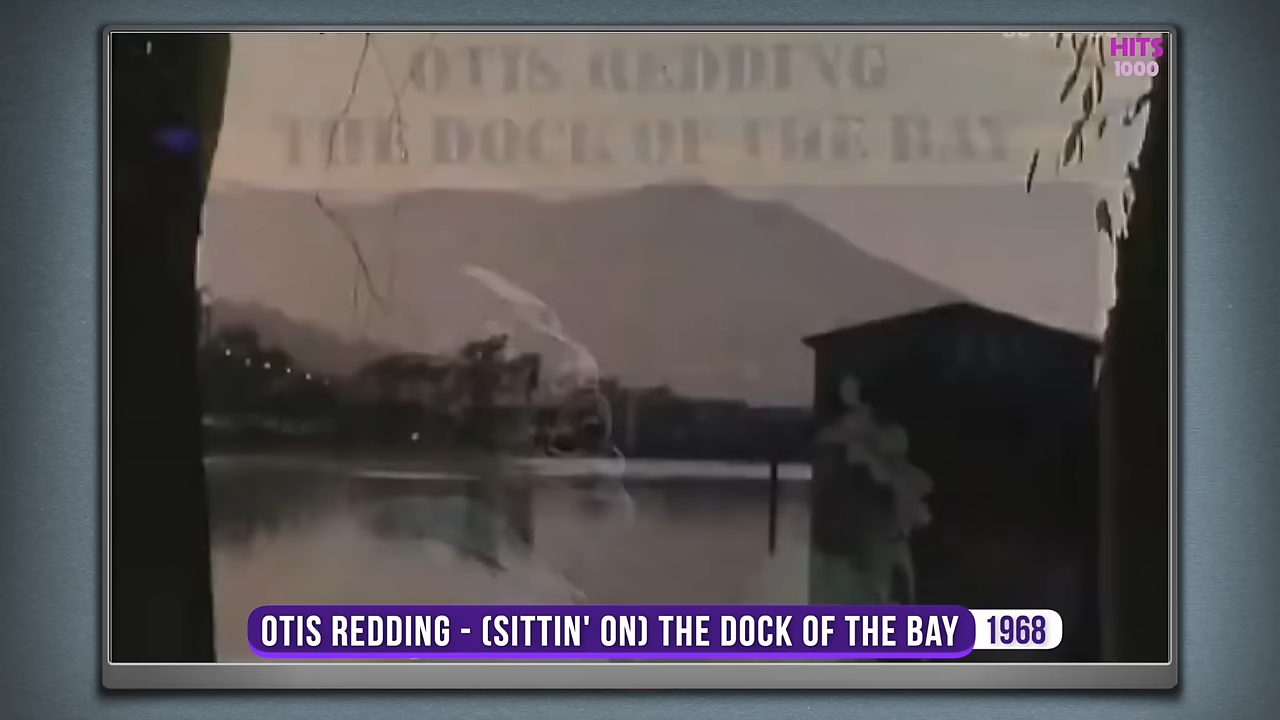 HITS
1000
OTIS REDDING
THE DOCK OF THE BAY
OTIS REDDING - (SITTIN' ON) THE DOCK OF THE BAY 1968